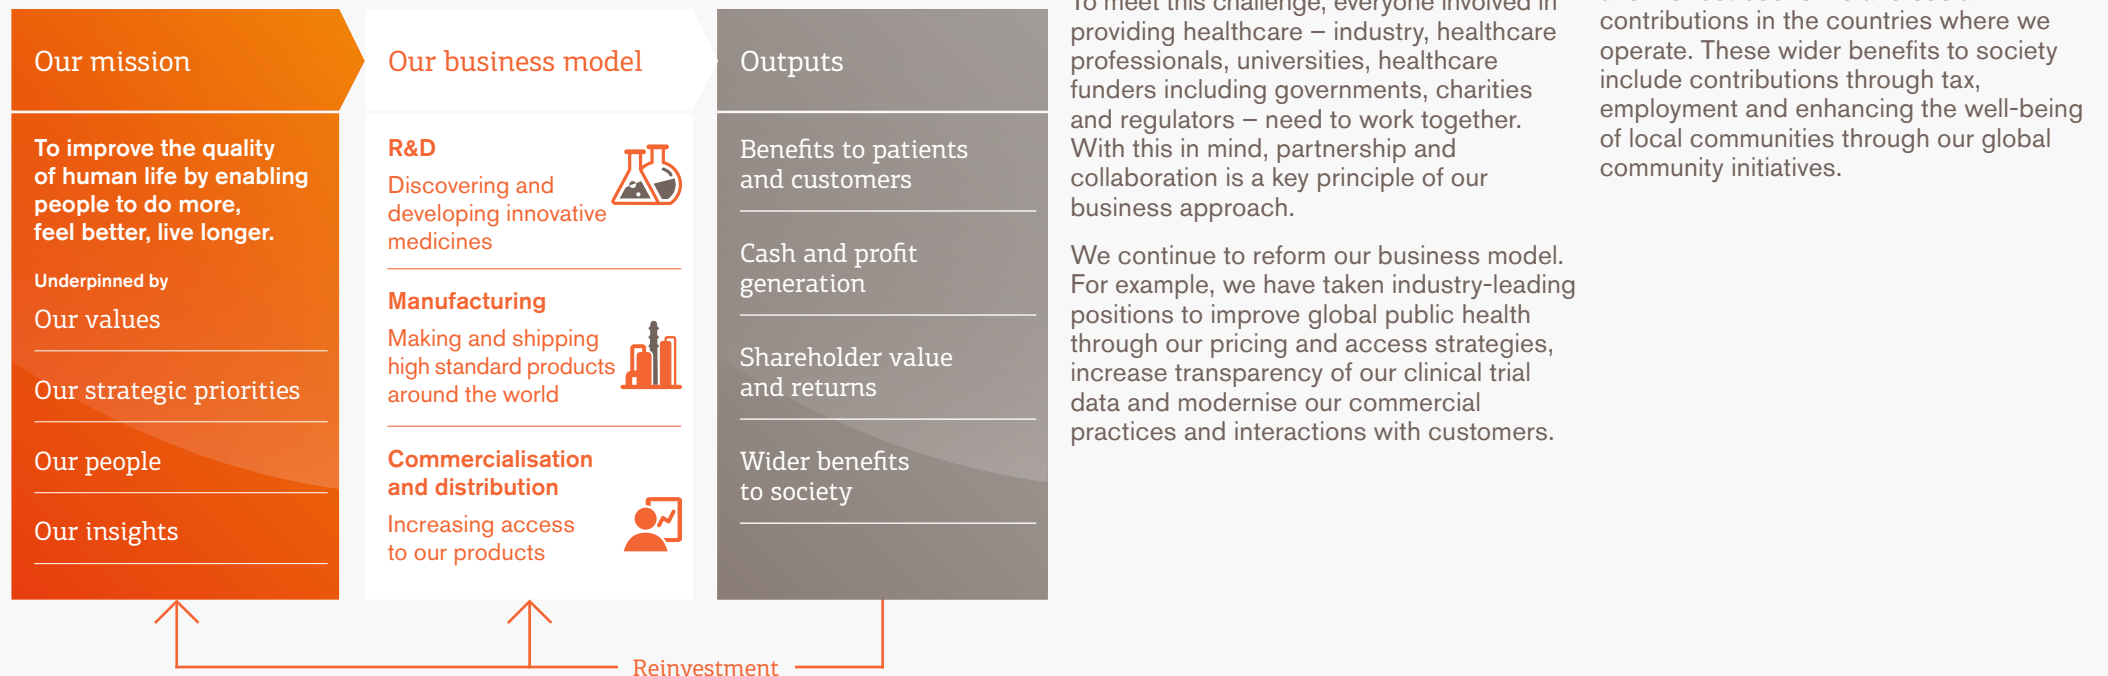 Our mission
To improve the quality
of human life by enabling
people to do more,
feel better, live longer.
Underpinned by
Our values
Our strategic priorities
Our people
Our insights
Our business model
R&D
Discovering and
developing innovative
medicines
Manufacturing
Making and shipping
high standard products
around the world
Commercialisation
and distribution
Increasing access
to our products
Outputs
Benefits to patients
and customers
Cash and profit
generation
Shareholder value
and returns
Wider benefits
to society
Reinvestment
To meet this challenge, everyone involved in
providing healthcare – industry, healthcare
professionals, universities, healthcare
funders including governments, charities
and regulators – need to work together.
With this in mind, partnership and
collaboration is a key principle of our
business approach.
We continue to reform our business model.
For example, we have taken industry-leading
positions to improve global public health
through our pricing and access strategies,
increase transparency of our clinical trial
data and modernise our commercial
practices and interactions with customers.
contributions in the countries where we
operate. These wider benefits to society
include contributions through tax,
employment and enhancing the well-being
of local communities through our global
community initiatives.